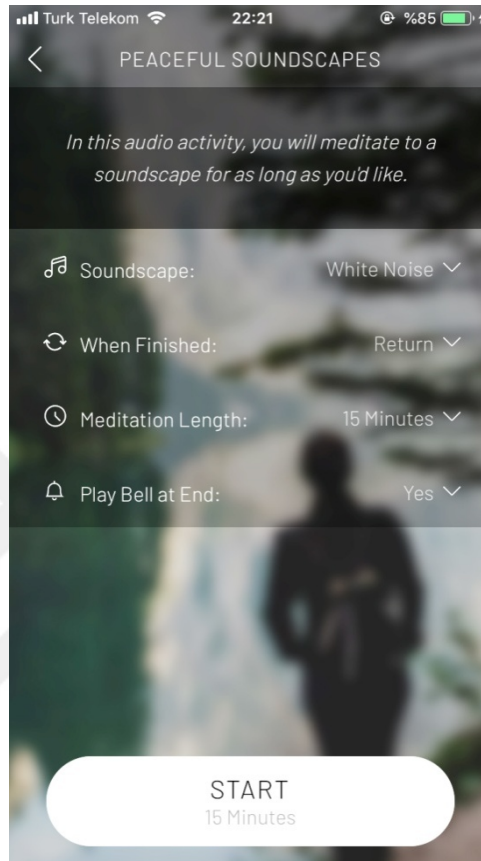 Turk Telekom 22:21 %85
PEACEFUL SOUNDSCAPES
In this audio activity, you will meditate to a
soundscape for as long as you'd like.
Soundscape: White Noise
When Finished: Return
Meditation Length: 15 Minutes
Play Bell at End: Yes
START
15 Minutes